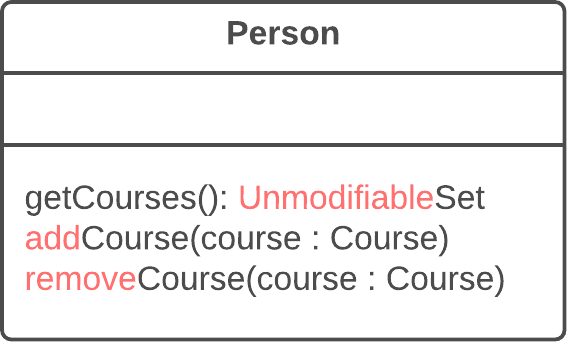 Person
getCourses(): UnmodifiableSet
addCourse(course : Course)
removeCourse(course : Course)